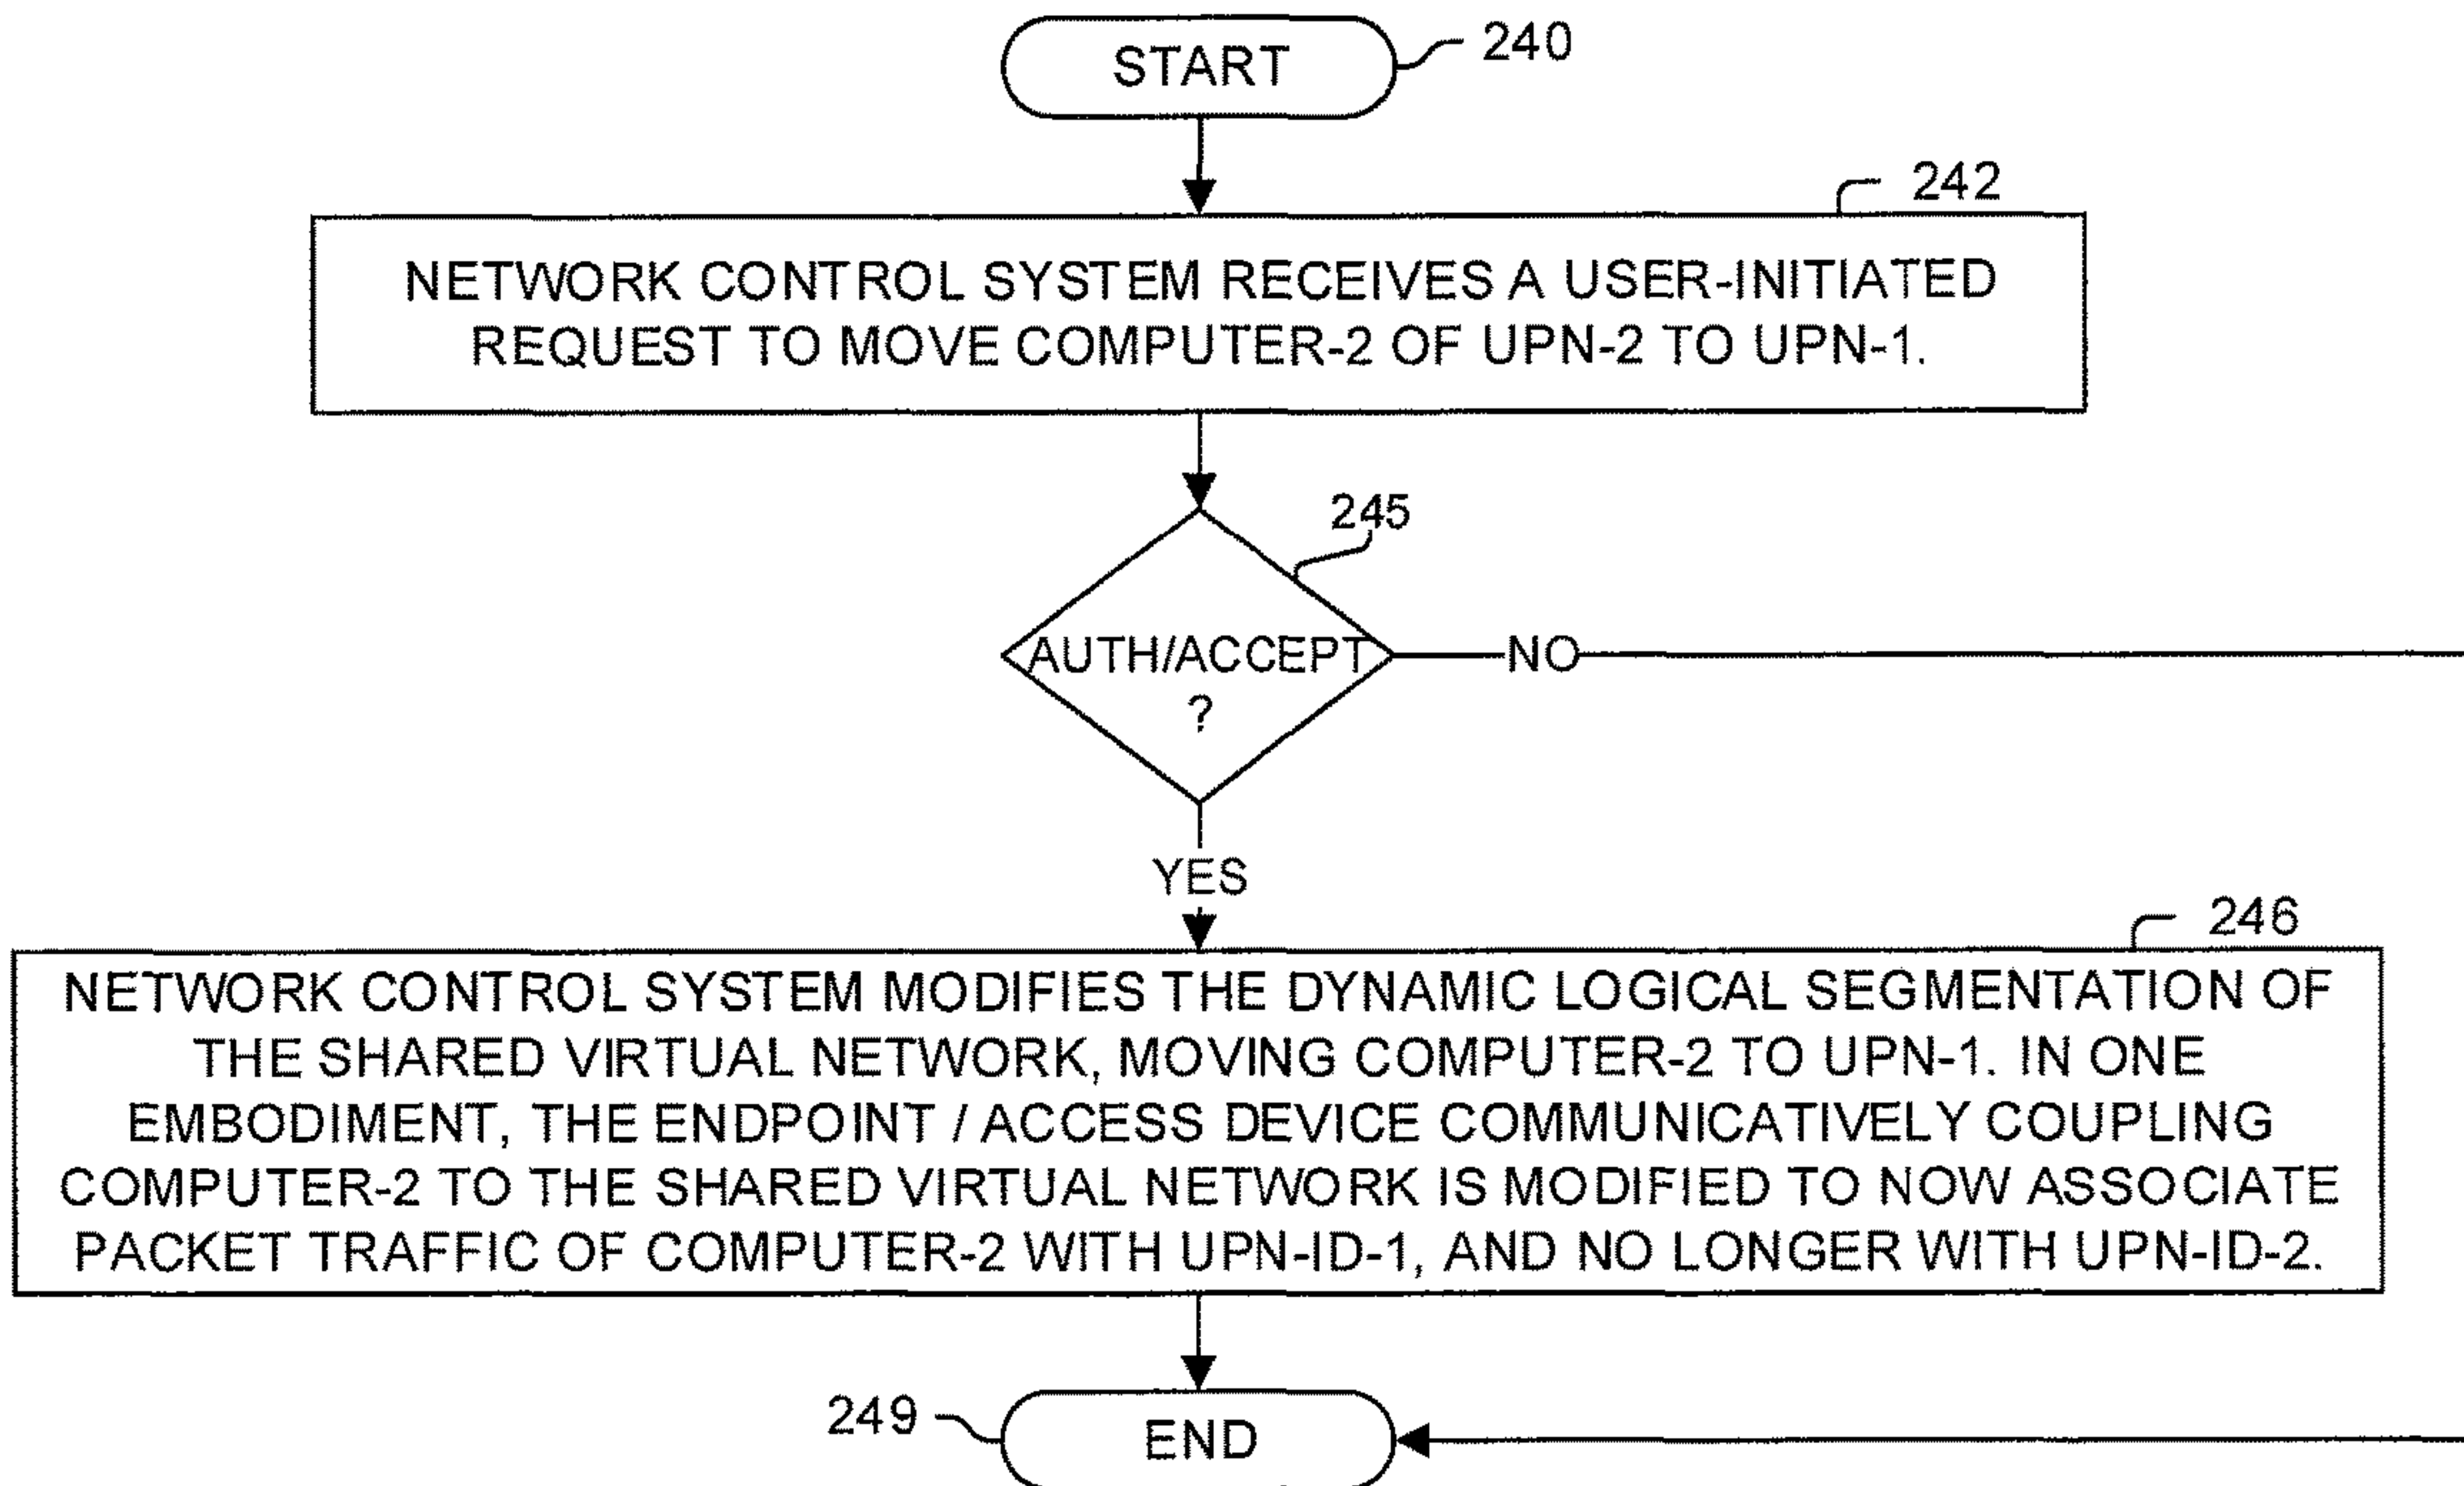 START
240
242
NETWORK CONTROL SYSTEM RECEIVES A USER-INITIATED
REQUEST TO MOVE COMPUTER-2 OF UPN-2 TO UPN-1.
245
AUTH/ACCEPT
?
NO
YES
246
NETWORK CONTROL SYSTEM MODIFIES THE DYNAMIC LOGICAL SEGMENTATION OF
THE SHARED VIRTUAL NETWORK, MOVING COMPUTER-2 TO UPN-1. IN ONE
EMBODIMENT, THE ENDPOINT / ACCESS DEVICE COMMUNICATIVELY COUPLING
COMPUTER-2 TO THE SHARED VIRTUAL NETWORK IS MODIFIED TO NOW ASSOCIATE
PACKET TRAFFIC OF COMPUTER-2 WITH UPN-ID-1, AND NO LONGER WITH UPN-ID-2.
249
END